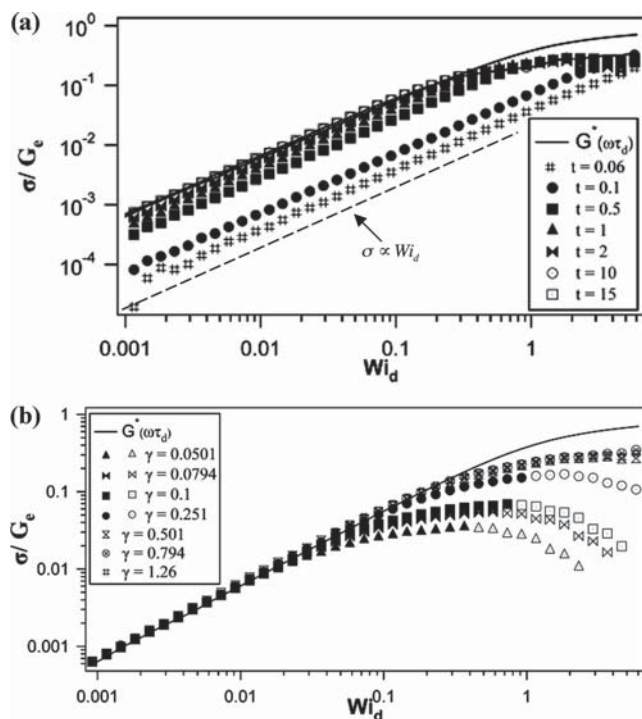 (a)
10^0
10^-1
10^-2
10^-3
10^-4
σ/G_e
σ ∝ Wi_d
G*(ωτ_d)
t = 0.06
t = 0.1
t = 0.5
t = 1
t = 2
t = 10
t = 15
0.001 0.01 0.1 1
Wi_d
(b)
1
0.1
0.01
0.001
σ/G_e
G*(ωτ_d)
γ = 0.0501
γ = 0.0794
γ = 0.1
γ = 0.251
γ = 0.501
γ = 0.794
γ = 1.26
0.001 0.01 0.1 1
Wi_d